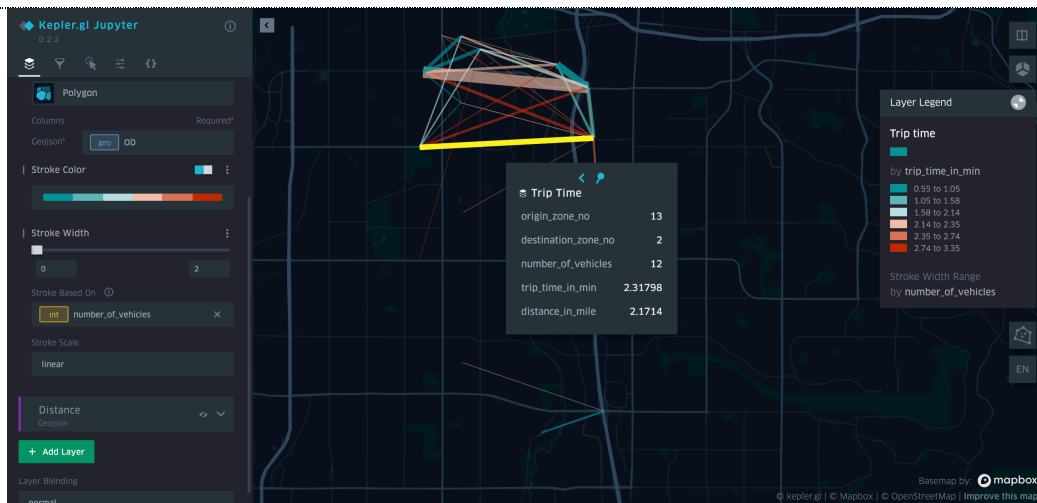 Kepler.gl Jupyter
0.2.2
Polygon
Columns
Required*
Geojson*
geo OD
Stroke Color
Stroke Width
0
2
Stroke Based On
int number_of_vehicles
Stroke Scale
linear
Distance
Geojson
+ Add Layer
Layer Blending
normal
Trip Time
origin_zone_no 13
destination_zone_no 2
number_of_vehicles 12
trip_time_in_min 2.31798
distance_in_mile 2.1714
Layer Legend
Trip time
by trip_time_in_min
0.55 to 1.05
1.05 to 1.58
1.58 to 2.14
2.14 to 2.35
2.35 to 2.74
2.74 to 3.35
Stroke Width Range
by number_of_vehicles
EN
Basemap by: mapbox
© kepler.gl | © Mapbox | © OpenStreetMap | Improve this map